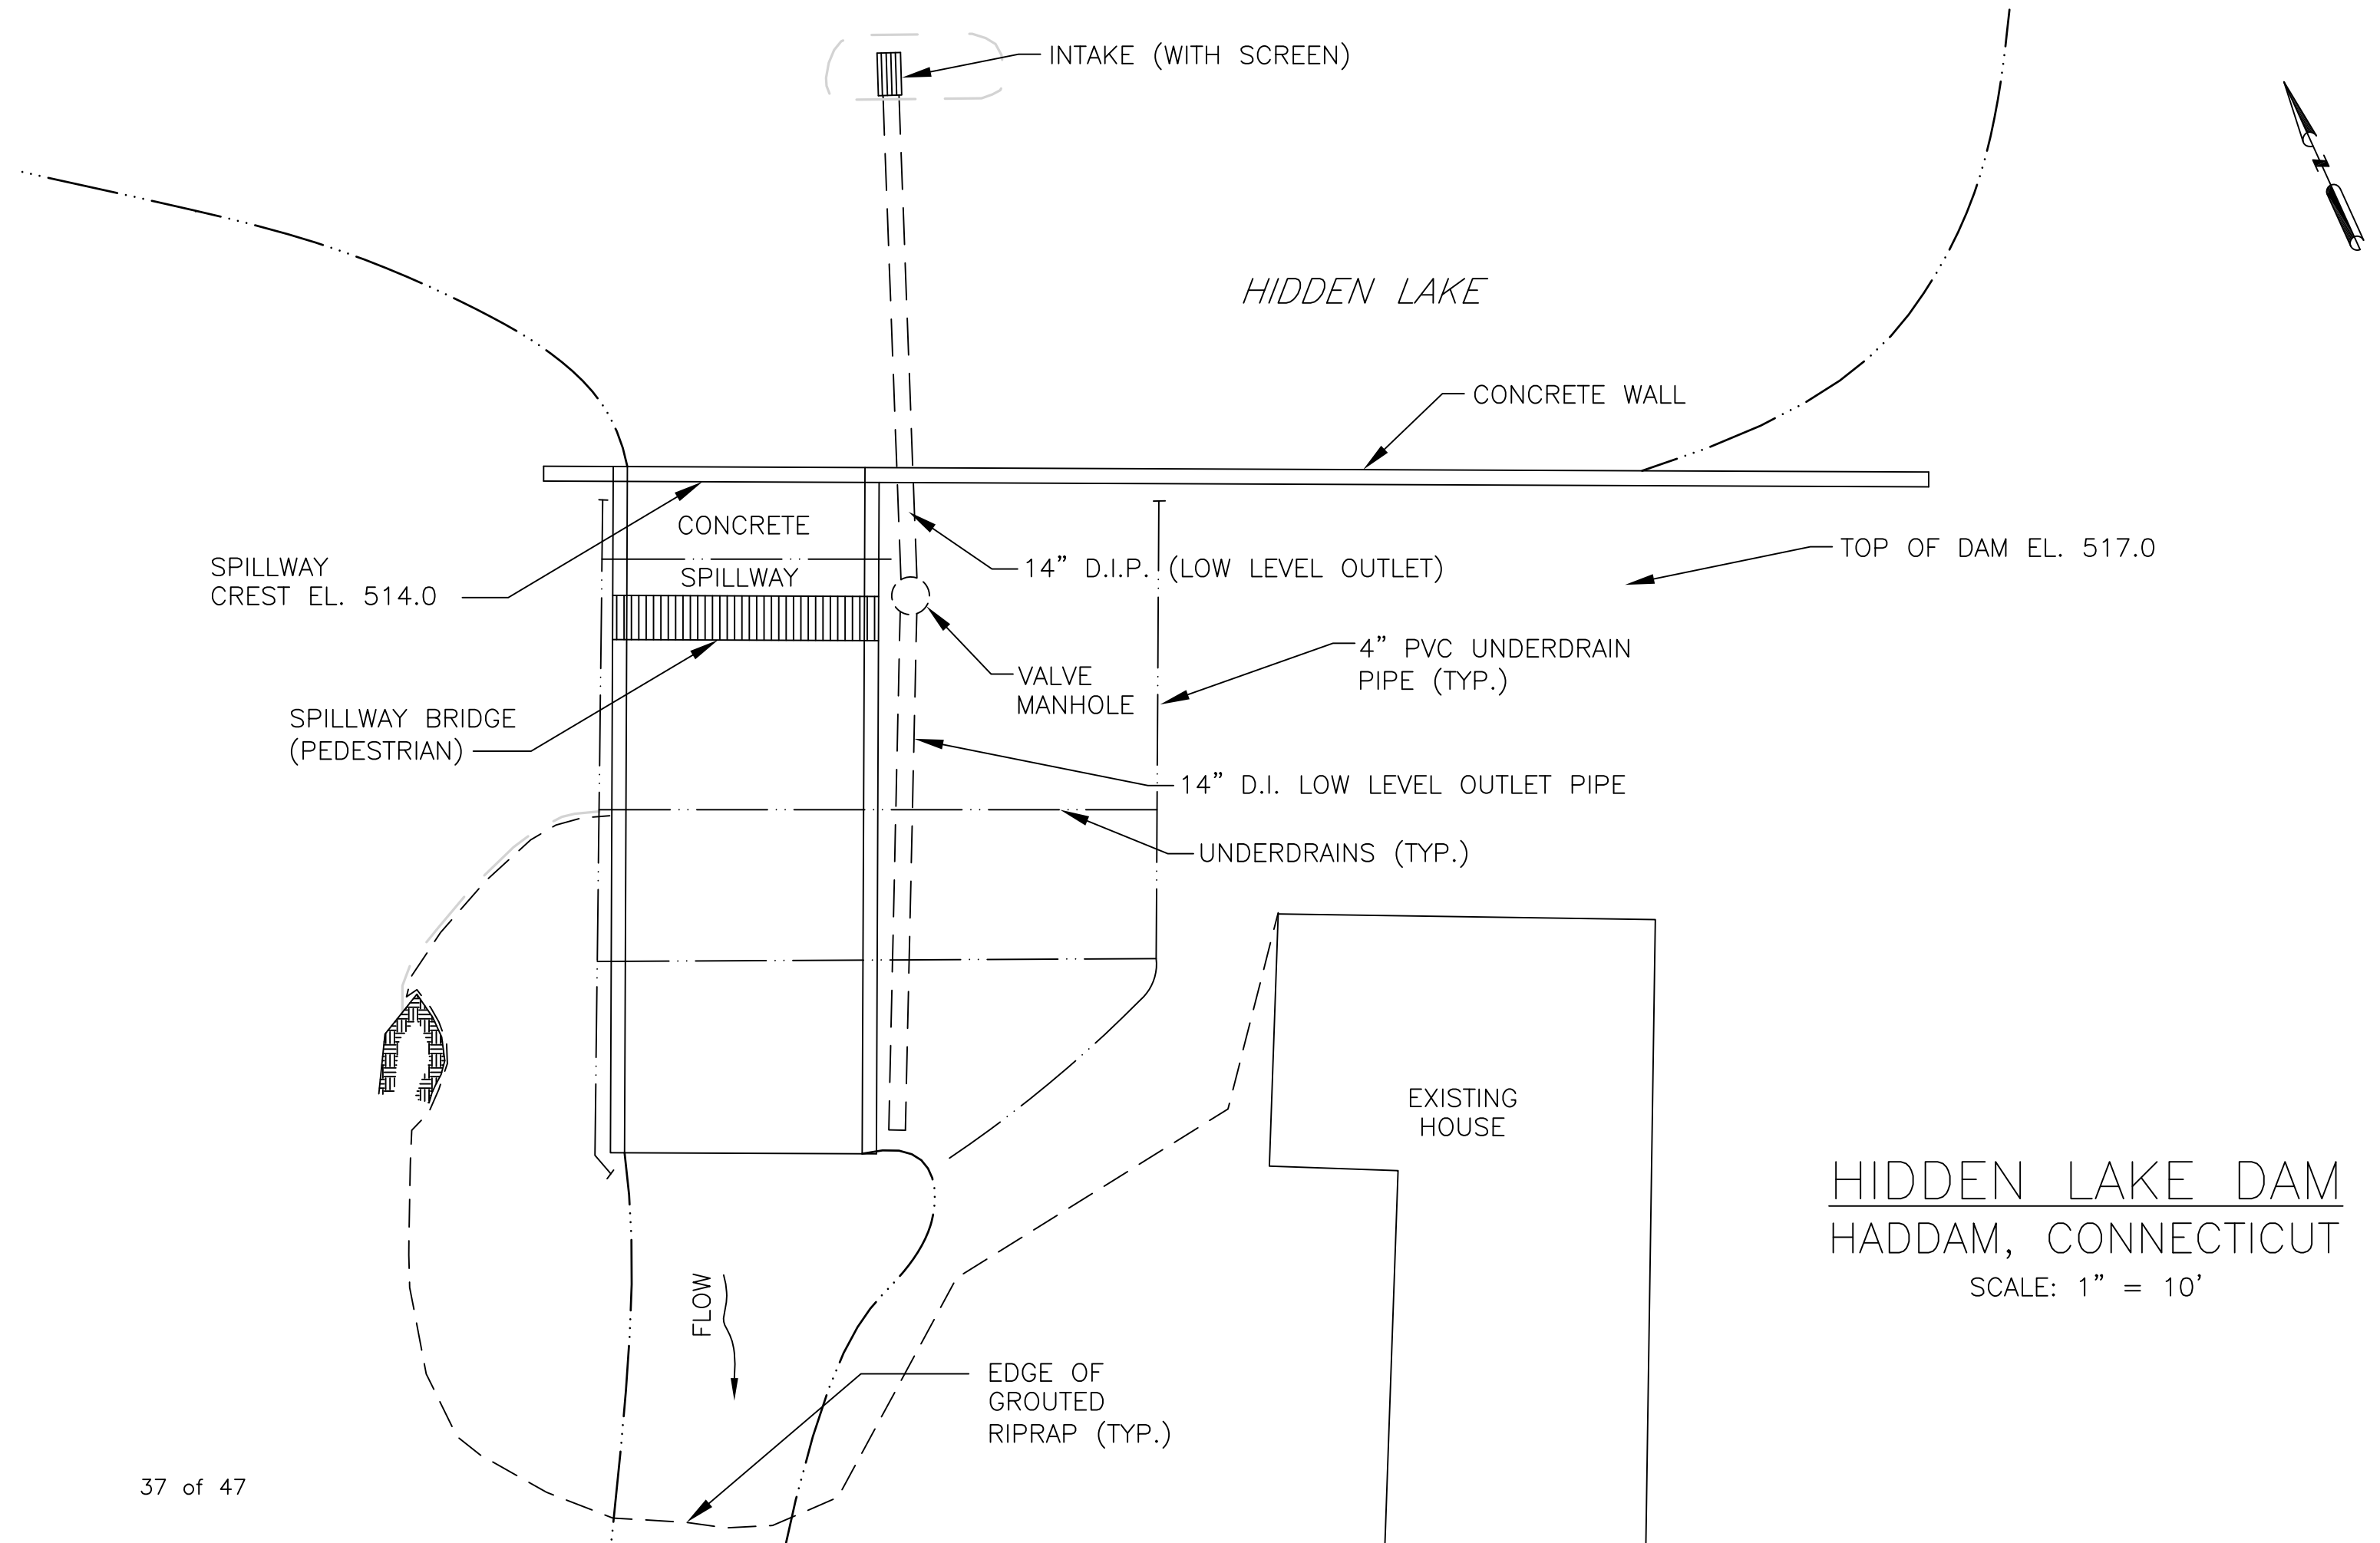 INTAKE (WITH SCREEN)
HIDDEN LAKE
CONCRETE WALL
CONCRETE
SPILLWAY
SPILLWAY
CREST EL. 514.0
14" D.I.P. (LOW LEVEL OUTLET)
TOP OF DAM EL. 517.0
4" PVC UNDERDRAIN
PIPE (TYP.)
VALVE
MANHOLE
SPILLWAY BRIDGE
(PEDESTRIAN)
14" D.I. LOW LEVEL OUTLET PIPE
UNDERDRAINS (TYP.)
EXISTING
HOUSE
HIDDEN LAKE DAM
HADDAM, CONNECTICUT
SCALE: 1" = 10'
FLOW
EDGE OF
GROUTED
RIPRAP (TYP.)
37 of 47